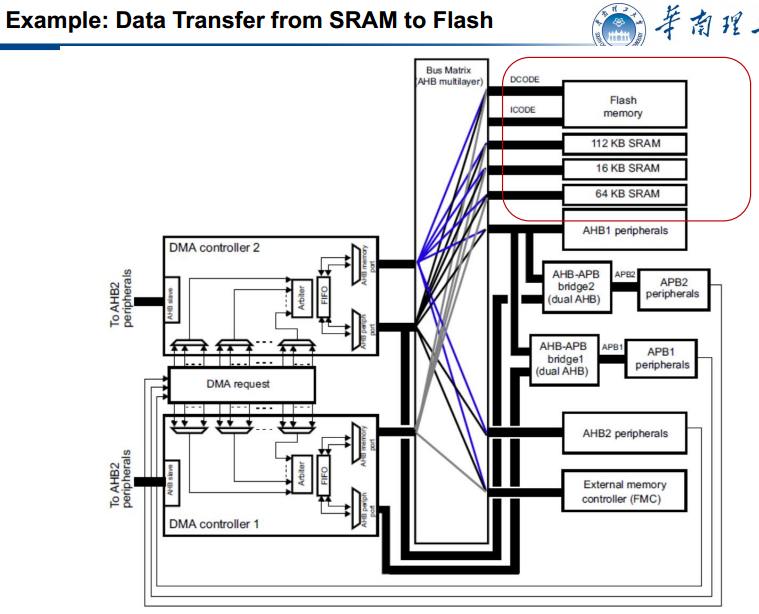 Example: Data Transfer from SRAM to Flash
華南理
Bus Matrix
(AHB multilayer)
DCODE
ICODE
Flash
memory
112 KB SRAM
16 KB SRAM
64 KB SRAM
AHB1 peripherals
DMA controller 2
To AHB2
peripherals
AHB slave
Arbiter
FIFO
AHB memory
port
AHB periph
port
AHB-APB
bridge2
(dual AHB)
APB2
APB2
peripherals
AHB-APB
bridge1
(dual AHB)
APB1
APB1
peripherals
DMA request
To AHB2
peripherals
AHB slave
Arbiter
FIFO
AHB memory
port
AHB periph
port
DMA controller 1
AHB2 peripherals
External memory
controller (FMC)